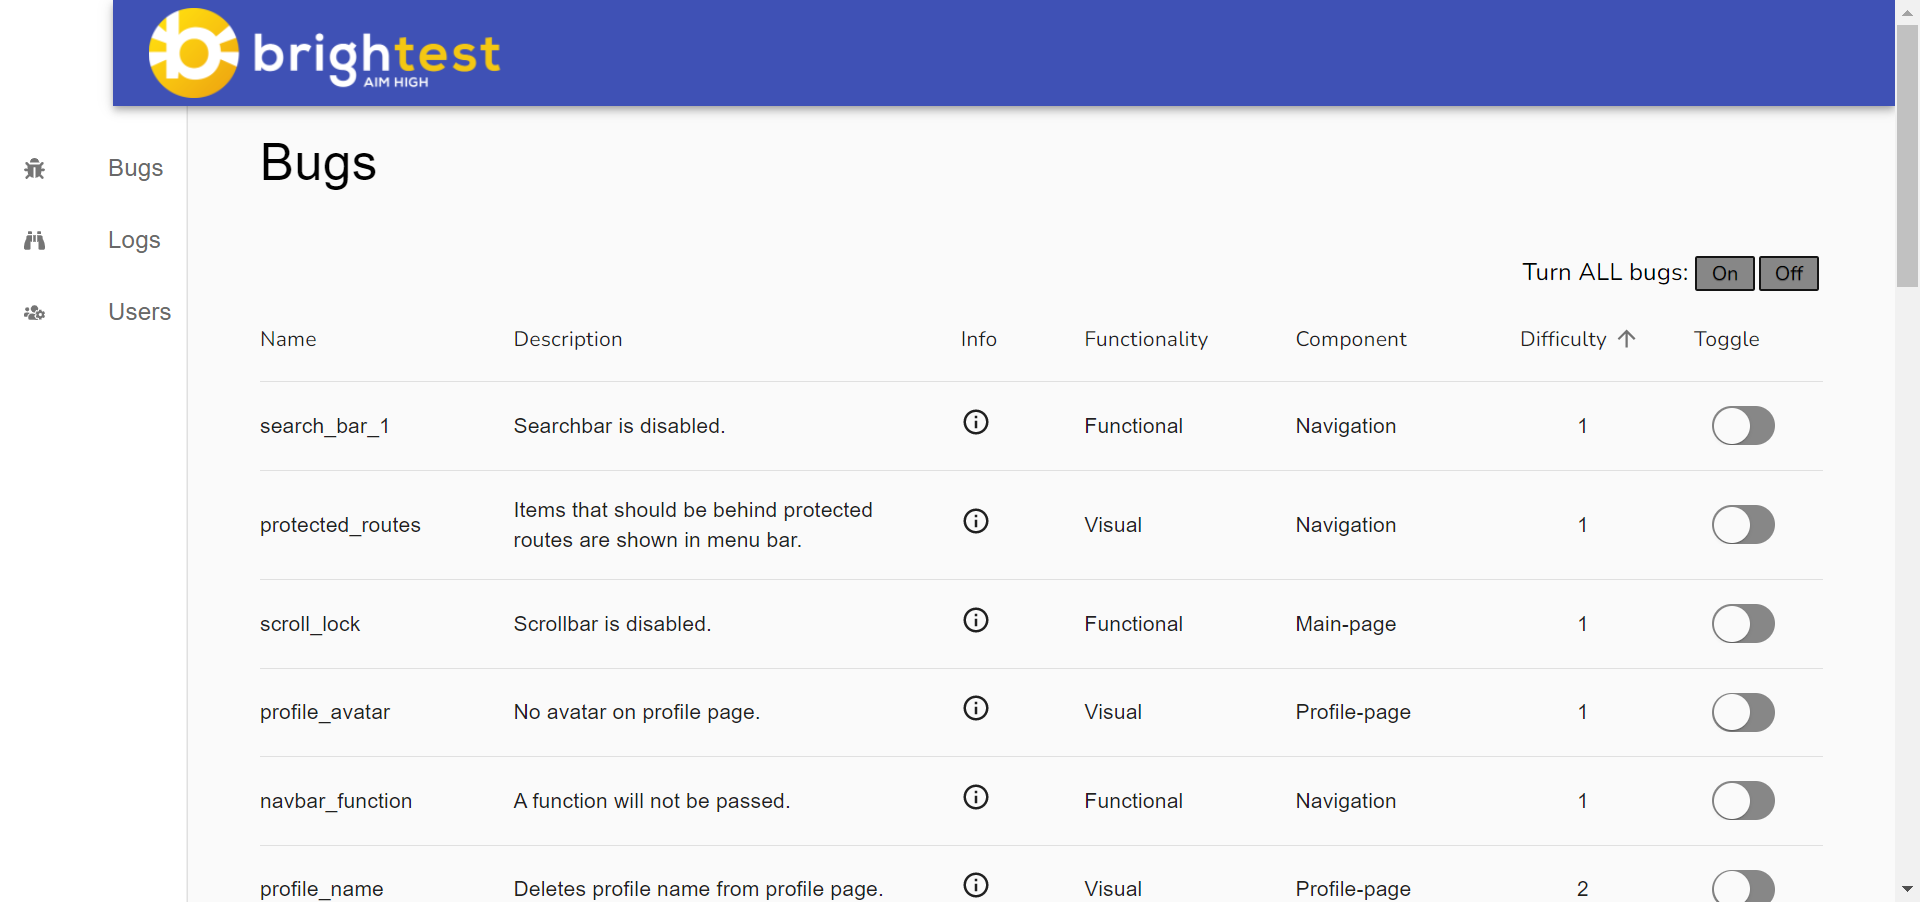 brightest
AIM HIGH
Bugs
Logs
Users
Bugs
Turn ALL bugs: On Off
Name Description Info Functionality Component Difficulty Toggle
search_bar_1 Searchbar is disabled. Functional Navigation 1
protected_routes Items that should be behind protected
routes are shown in menu bar. Visual Navigation 1
scroll_lock Scrollbar is disabled. Functional Main-page 1
profile_avatar No avatar on profile page. Visual Profile-page 1
navbar_function A function will not be passed. Functional Navigation 1
profile_name Deletes profile name from profile page. Visual Profile-page 2